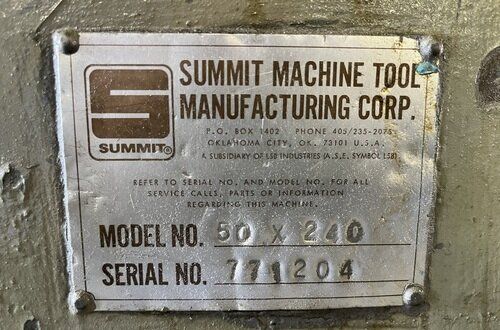 SUMMIT®
SUMMIT MACHINE TOOL
MANUFACTURING CORP.
P.O. BOX 1402 PHONE 405/235-2075
OKLAHOMA CITY, OK. 73101 U.S.A.
A SUBSIDIARY OF LSB INDUSTRIES (A.S.E. SYMBOL LSB)
REFER TO SERIAL NO. AND MODEL NO. FOR ALL
SERVICE CALLS, PARTS OR INFORMATION
REGARDING THIS MACHINE.
MODEL NO. 50 X 240
SERIAL NO. 771204